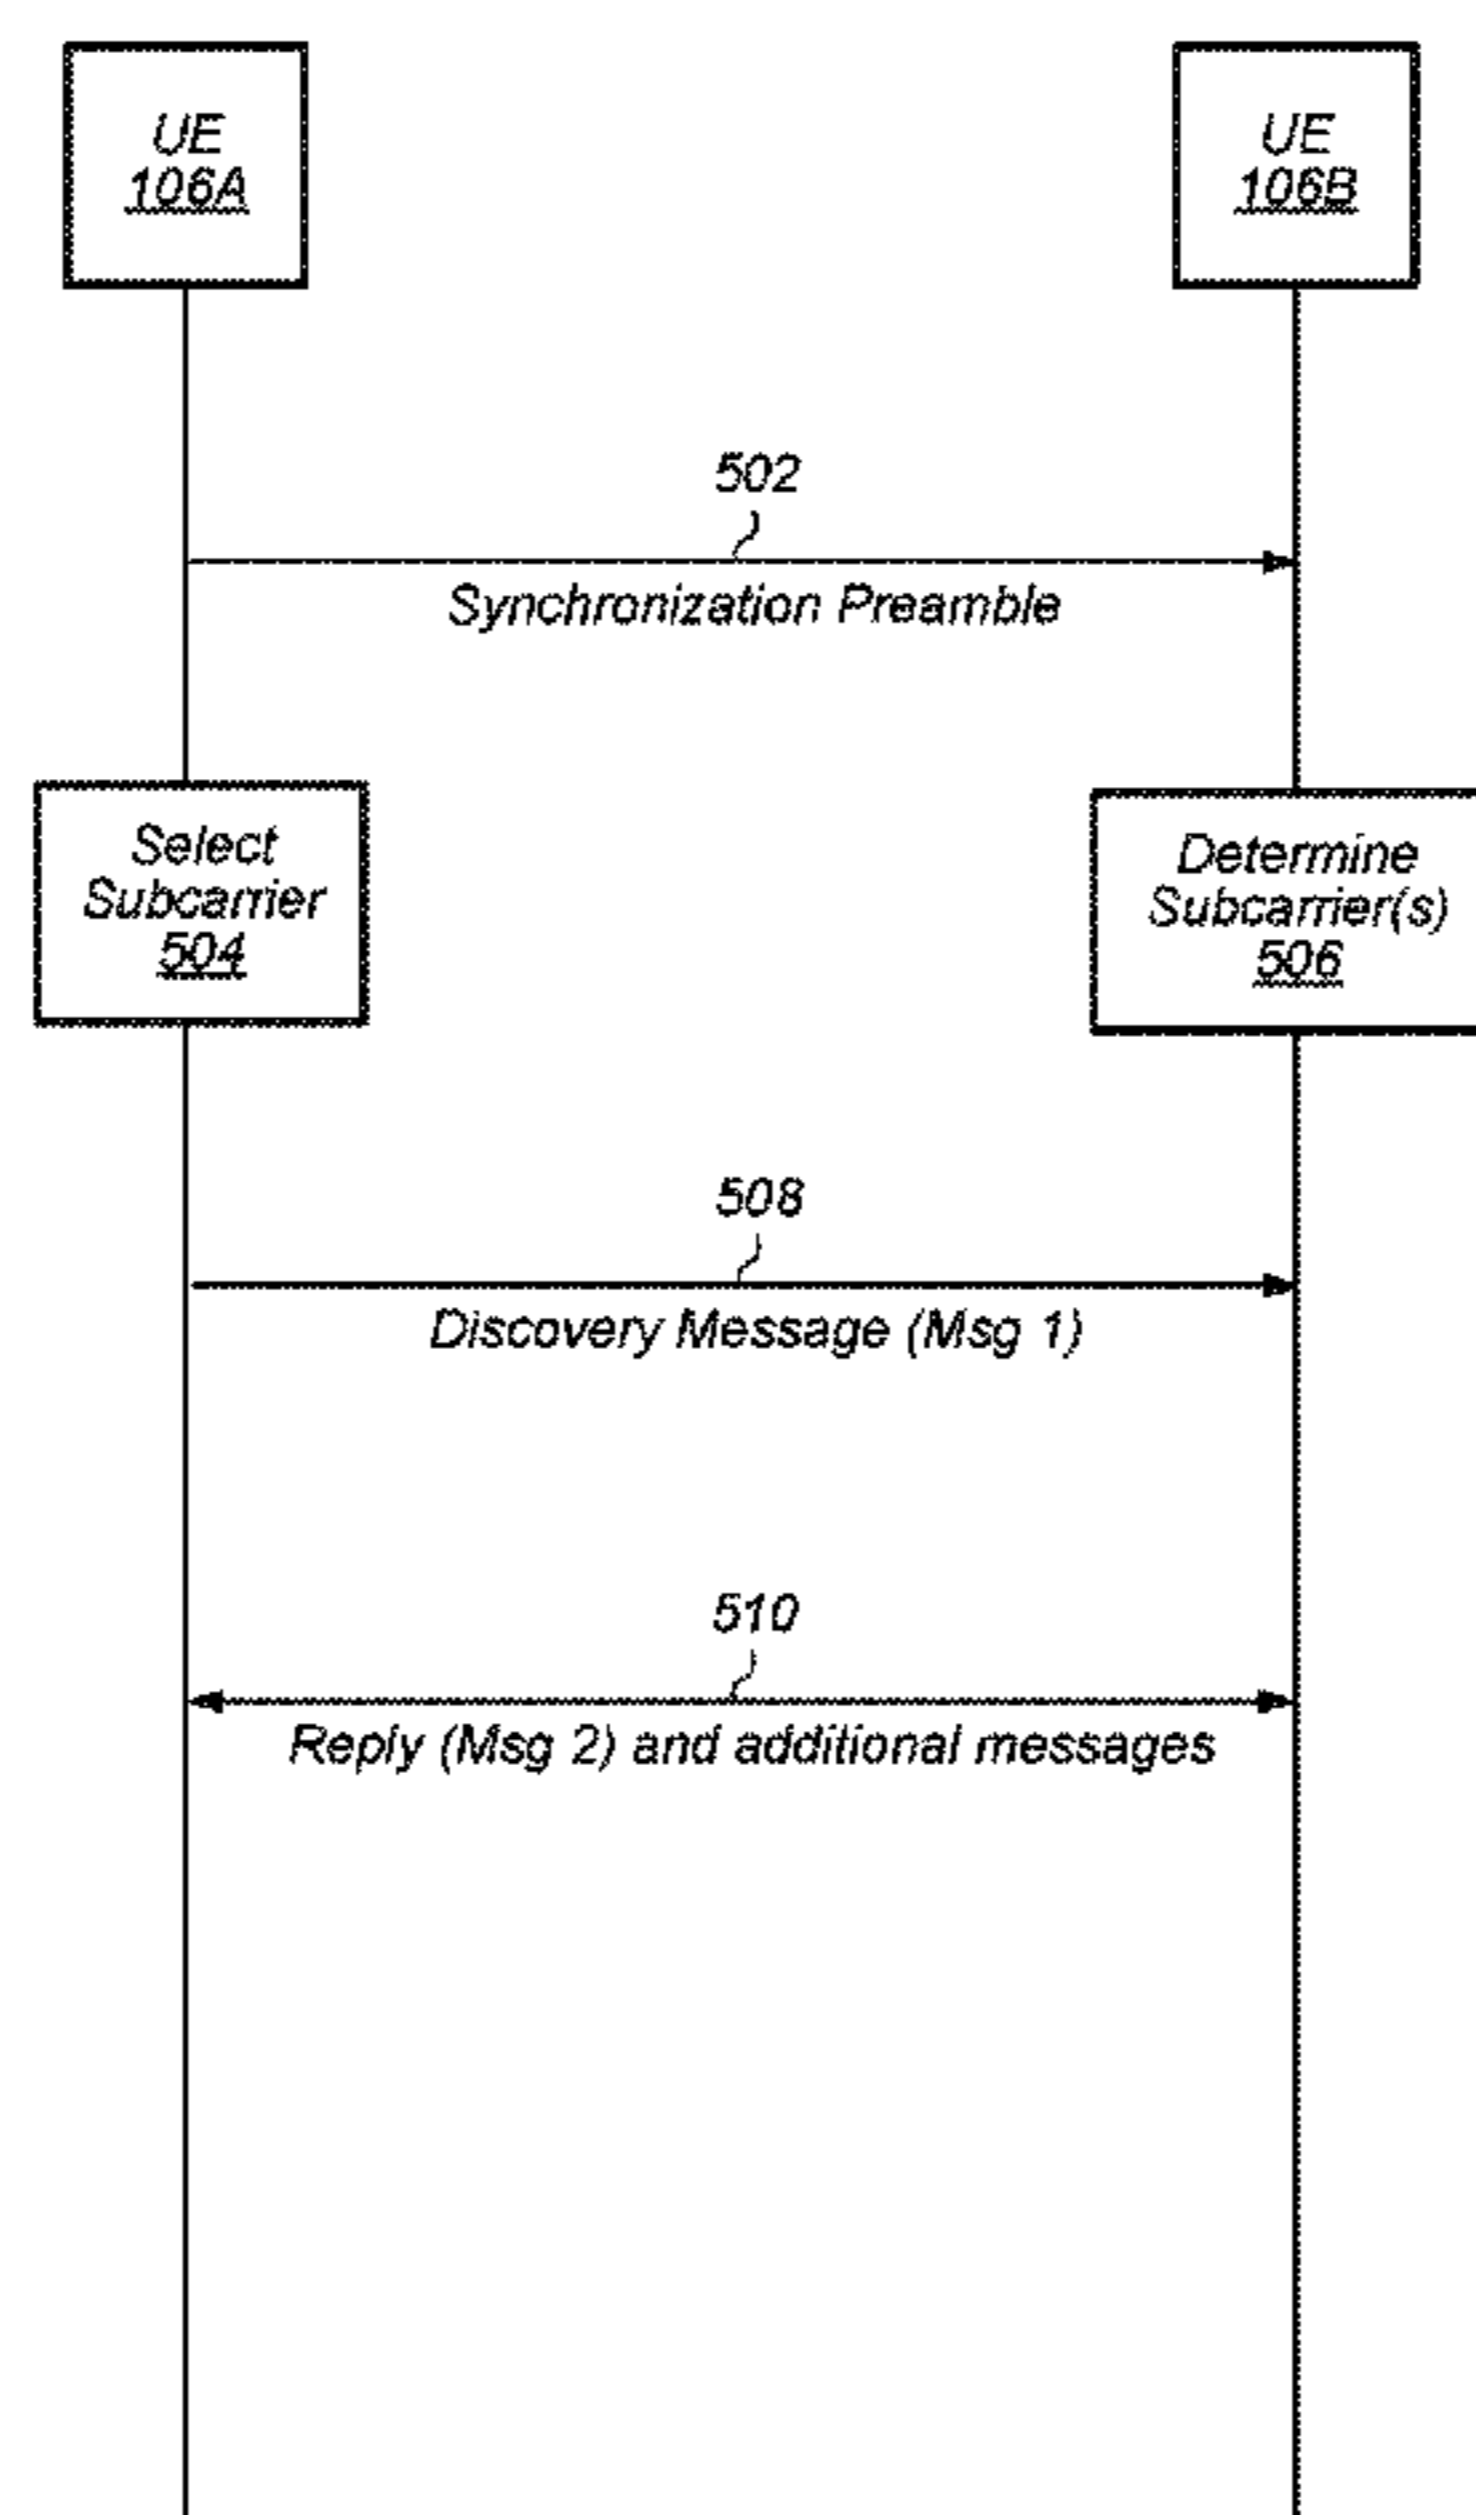 UE
106A
UE
106B
502
Synchronization Preamble
Select
Subcarrier
504
Determine
Subcarrier(s)
506
508
Discovery Message (Msg 1)
510
Reply (Msg 2) and additional messages